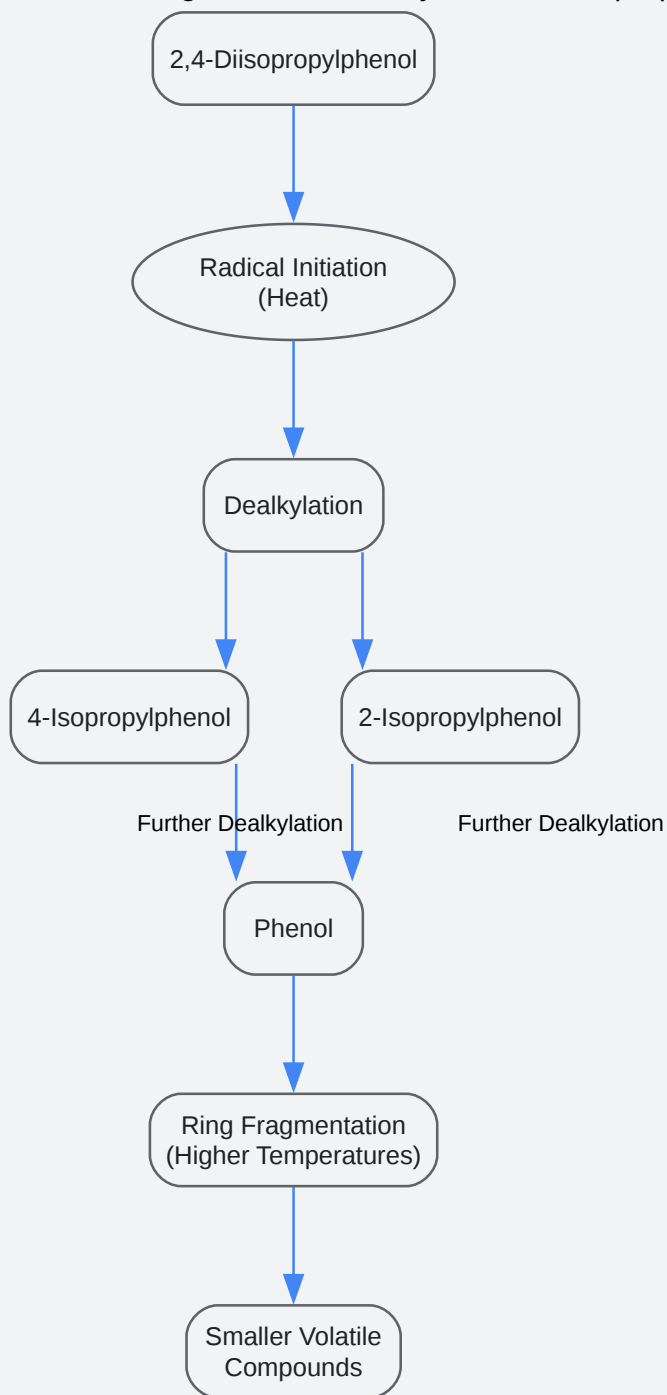 2,4-Diisopropylphenol
Radical Initiation
(Heat)
Dealkylation
4-Isopropylphenol
2-Isopropylphenol
Further Dealkylation
Further Dealkylation
Phenol
Ring Fragmentation
(Higher Temperatures)
Smaller Volatile
Compounds